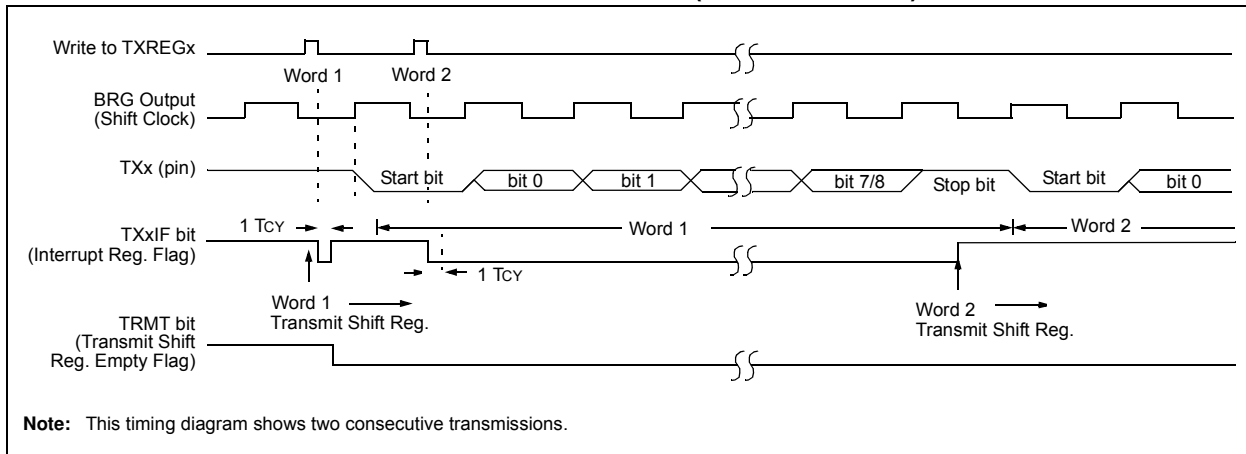 Write to TXREGx
Word 1
Word 2
BRG Output
(Shift Clock)
TXx (pin)
Start bit
bit 0
bit 1
bit 7/8
Stop bit
Start bit
bit 0
1 TCY
Word 1
Word 2
TXxIF bit
(Interrupt Reg. Flag)
1 TCY
Word 1
Transmit Shift Reg.
Word 2
Transmit Shift Reg.
TRMT bit
(Transmit Shift
Reg. Empty Flag)
Note: This timing diagram shows two consecutive transmissions.